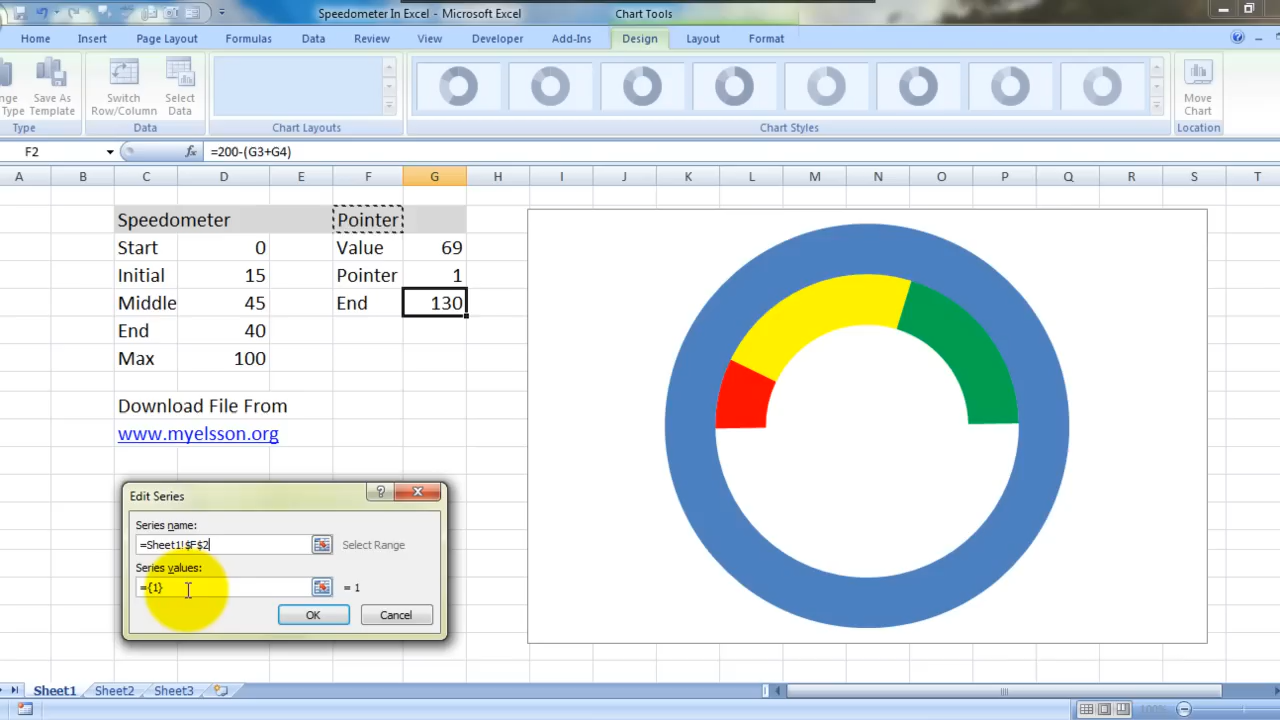 Speedometer In Excel - Microsoft Excel
Chart Tools
Home Insert Page Layout Formulas Data Review View Developer Add-Ins Design Layout Format
nge Type
Save As Template
Type
Switch Row/Column
Select Data
Data
Chart Layouts
Chart Styles
Move Chart
Location
F2
fx
=200-(G3+G4)
A B C D E F G H I J K L M N O P Q R S T
Speedometer Pointer
Start 0 Value 69
Initial 15 Pointer 1
Middle 45 End 130
End 40
Max 100
Download File From
www.myelsson.org
Edit Series
Series name:
=Sheet1!$F$2 Select Range
Series values:
={1} = 1
OK Cancel
Sheet1 Sheet2 Sheet3
100%